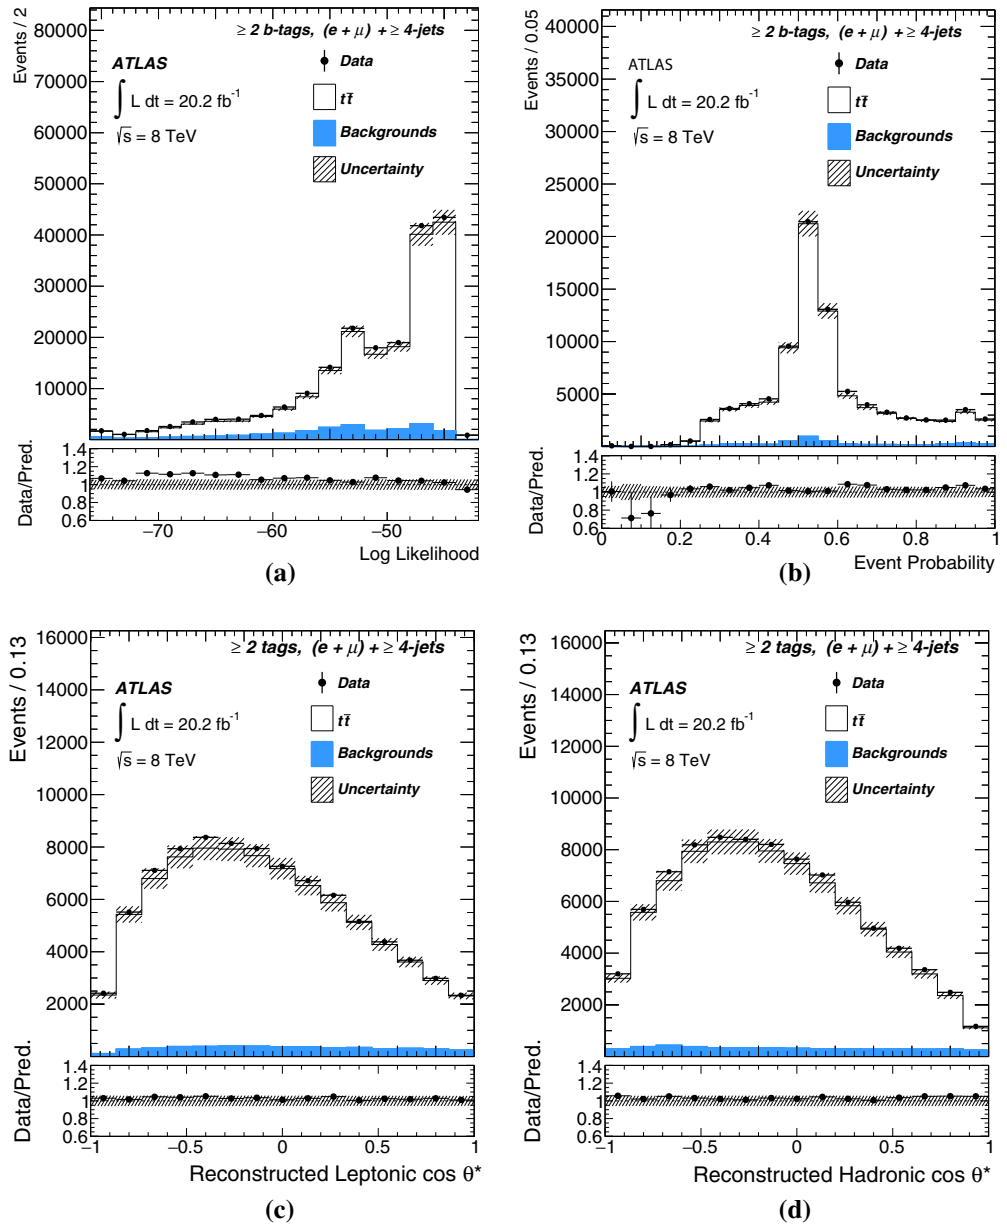 Events / 2
≥ 2 b-tags, (e + μ) + ≥ 4-jets
80000
70000
60000
50000
40000
30000
20000
10000
ATLAS
∫ L dt = 20.2 fb⁻¹
√s = 8 TeV
Data
tt̄
Backgrounds
Uncertainty
Data/Pred.
1.4
1.2
1.0
0.8
0.6
−70 −60 −50
Log Likelihood
(a)
Events / 0.05
≥ 2 b-tags, (e + μ) + ≥ 4-jets
40000
35000
30000
25000
20000
15000
10000
5000
ATLAS
∫ L dt = 20.2 fb⁻¹
√s = 8 TeV
Data
tt̄
Backgrounds
Uncertainty
Data/Pred.
1.4
1.2
1.0
0.8
0.6
0 0.2 0.4 0.6 0.8 1
Event Probability
(b)
Events / 0.13
≥ 2 tags, (e + μ) + ≥ 4-jets
16000
14000
12000
10000
8000
6000
4000
2000
ATLAS
∫ L dt = 20.2 fb⁻¹
√s = 8 TeV
Data
tt̄
Backgrounds
Uncertainty
Data/Pred.
1.4
1.2
1.0
0.8
0.6
−1 −0.5 0 0.5 1
Reconstructed Leptonic cos θ*
(c)
Events / 0.13
≥ 2 tags, (e + μ) + ≥ 4-jets
16000
14000
12000
10000
8000
6000
4000
2000
ATLAS
∫ L dt = 20.2 fb⁻¹
√s = 8 TeV
Data
tt̄
Backgrounds
Uncertainty
Data/Pred.
1.4
1.2
1.0
0.8
0.6
−1 −0.5 0 0.5 1
Reconstructed Hadronic cos θ*
(d)